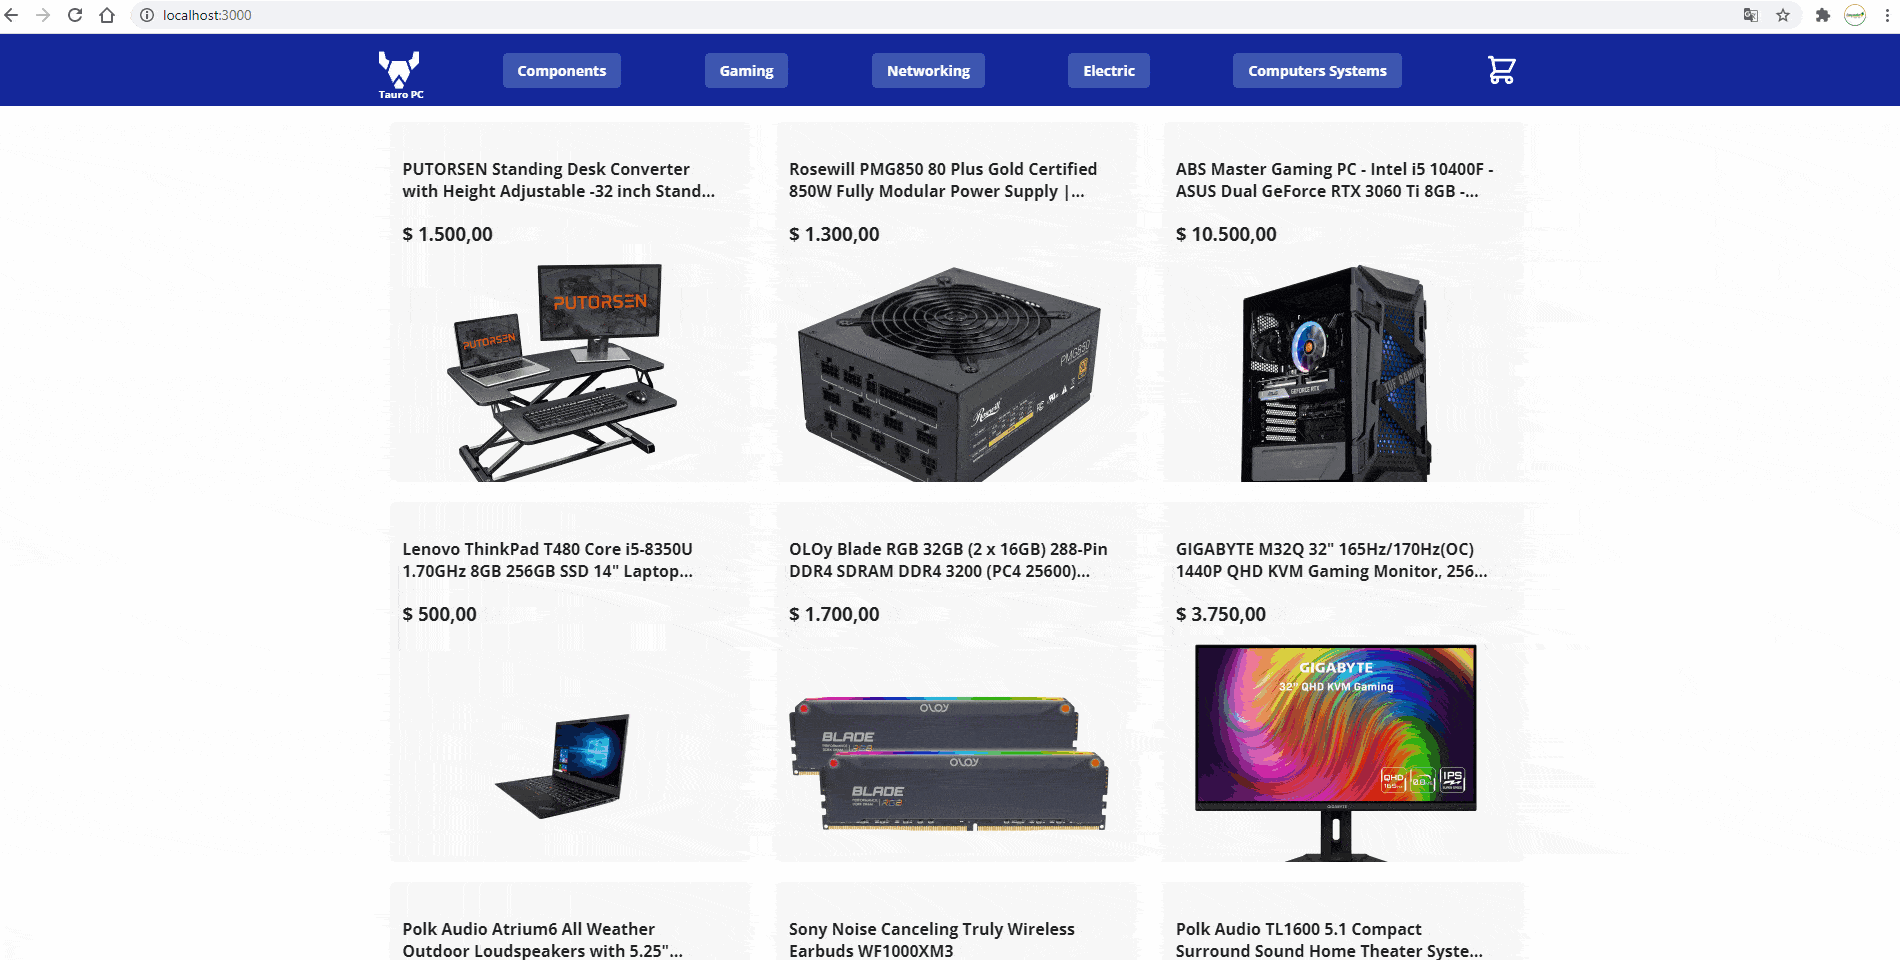 localhost:3000
Tauro PC
Components
Gaming
Networking
Electric
Computers Systems
PUTORSEN Standing Desk Converter
with Height Adjustable -32 inch Stand...
$ 1.500,00
PUTORSEN
PUTORSEN
Rosewill PMG850 80 Plus Gold Certified
850W Fully Modular Power Supply |...
$ 1.300,00
PMG850
Rosewill
ABS Master Gaming PC - Intel i5 10400F -
ASUS Dual GeForce RTX 3060 Ti 8GB -...
$ 10.500,00
GEFORCE RTX
TUF GAMING
Lenovo ThinkPad T480 Core i5-8350U
1.70GHz 8GB 256GB SSD 14" Laptop...
$ 500,00
OLOy Blade RGB 32GB (2 x 16GB) 288-Pin
DDR4 SDRAM DDR4 3200 (PC4 25600)...
$ 1.700,00
OLOy
BLADE
RGB
OLOy
BLADE
RGB
GIGABYTE M32Q 32" 165Hz/170Hz(OC)
1440P QHD KVM Gaming Monitor, 256...
$ 3.750,00
GIGABYTE
32" QHD KVM Gaming
QHD
IPS
GIGABYTE
Polk Audio Atrium6 All Weather
Outdoor Loudspeakers with 5.25"...
Sony Noise Canceling Truly Wireless
Earbuds WF1000XM3
Polk Audio TL1600 5.1 Compact
Surround Sound Home Theater Syste...